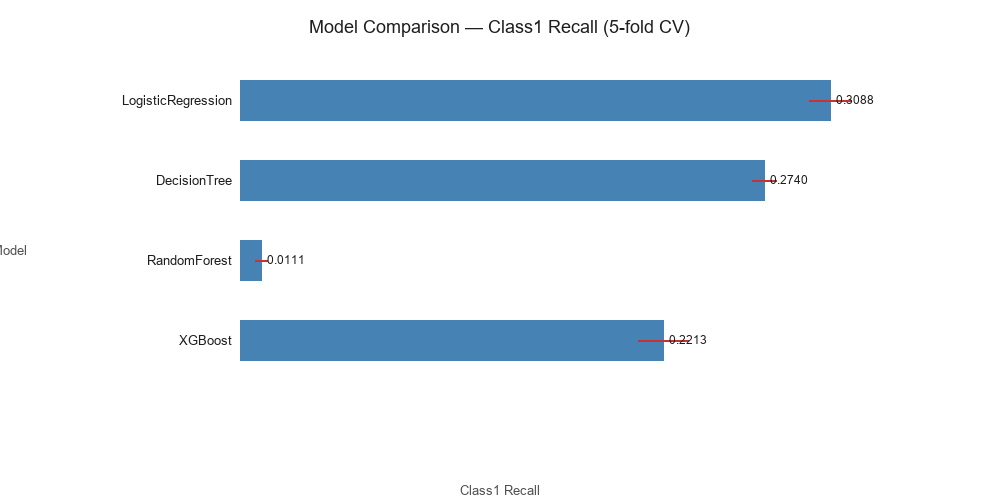 Model Comparison — Class1 Recall (5-fold CV)
LogisticRegression 0.3088
DecisionTree 0.2740
Model
RandomForest 0.0111
XGBoost 0.2213
Class1 Recall